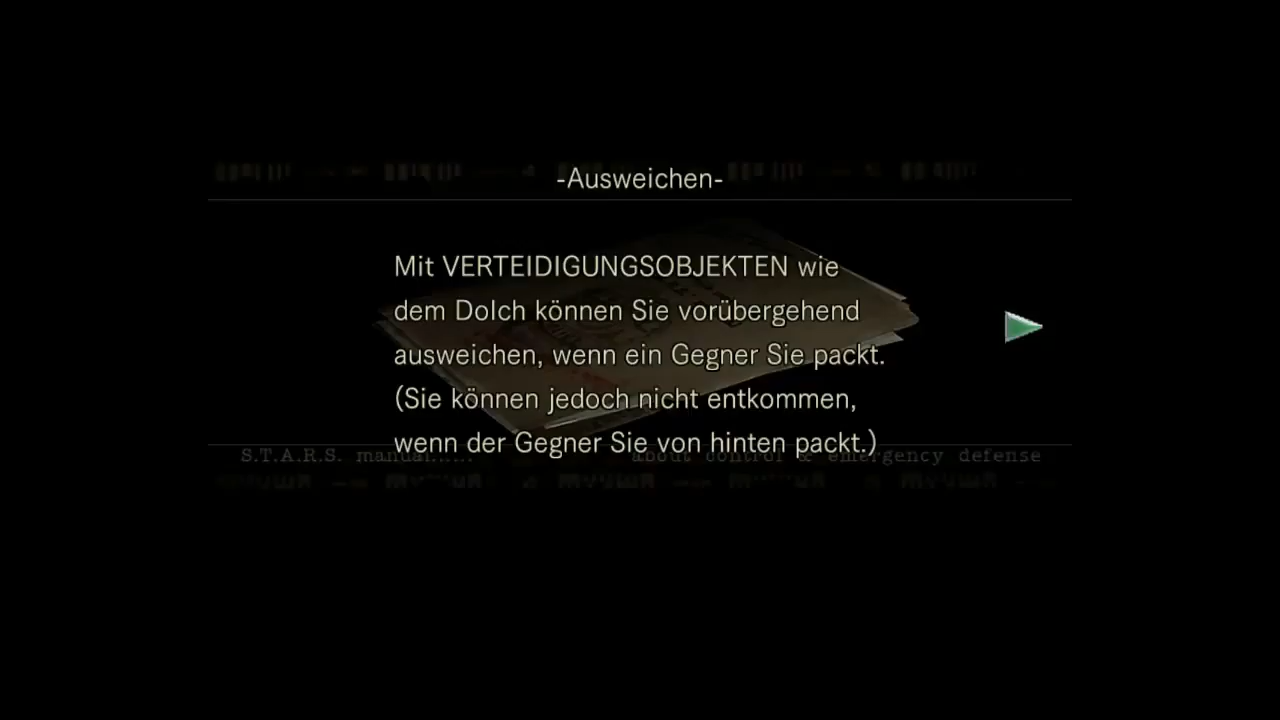 -Ausweichen-
Mit VERTEIDIGUNGSOBJEKTEN wie
dem Dolch können Sie vorübergehend
ausweichen, wenn ein Gegner Sie packt.
(Sie können jedoch nicht entkommen,
wenn der Gegner Sie von hinten packt.)
S.T.A.R.S. manual...... about control & emergency defense